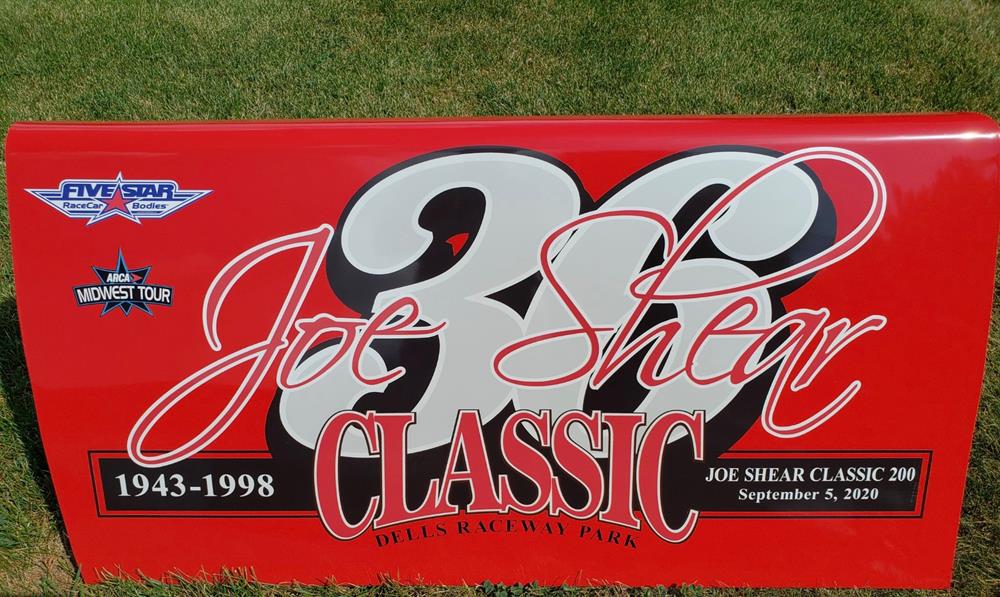 FIVE STAR
RaceCar Bodies
ARCA
MIDWEST TOUR
36
Joe Shear
CLASSIC
DELLS RACEWAY PARK
1943-1998
JOE SHEAR CLASSIC 200
September 5, 2020